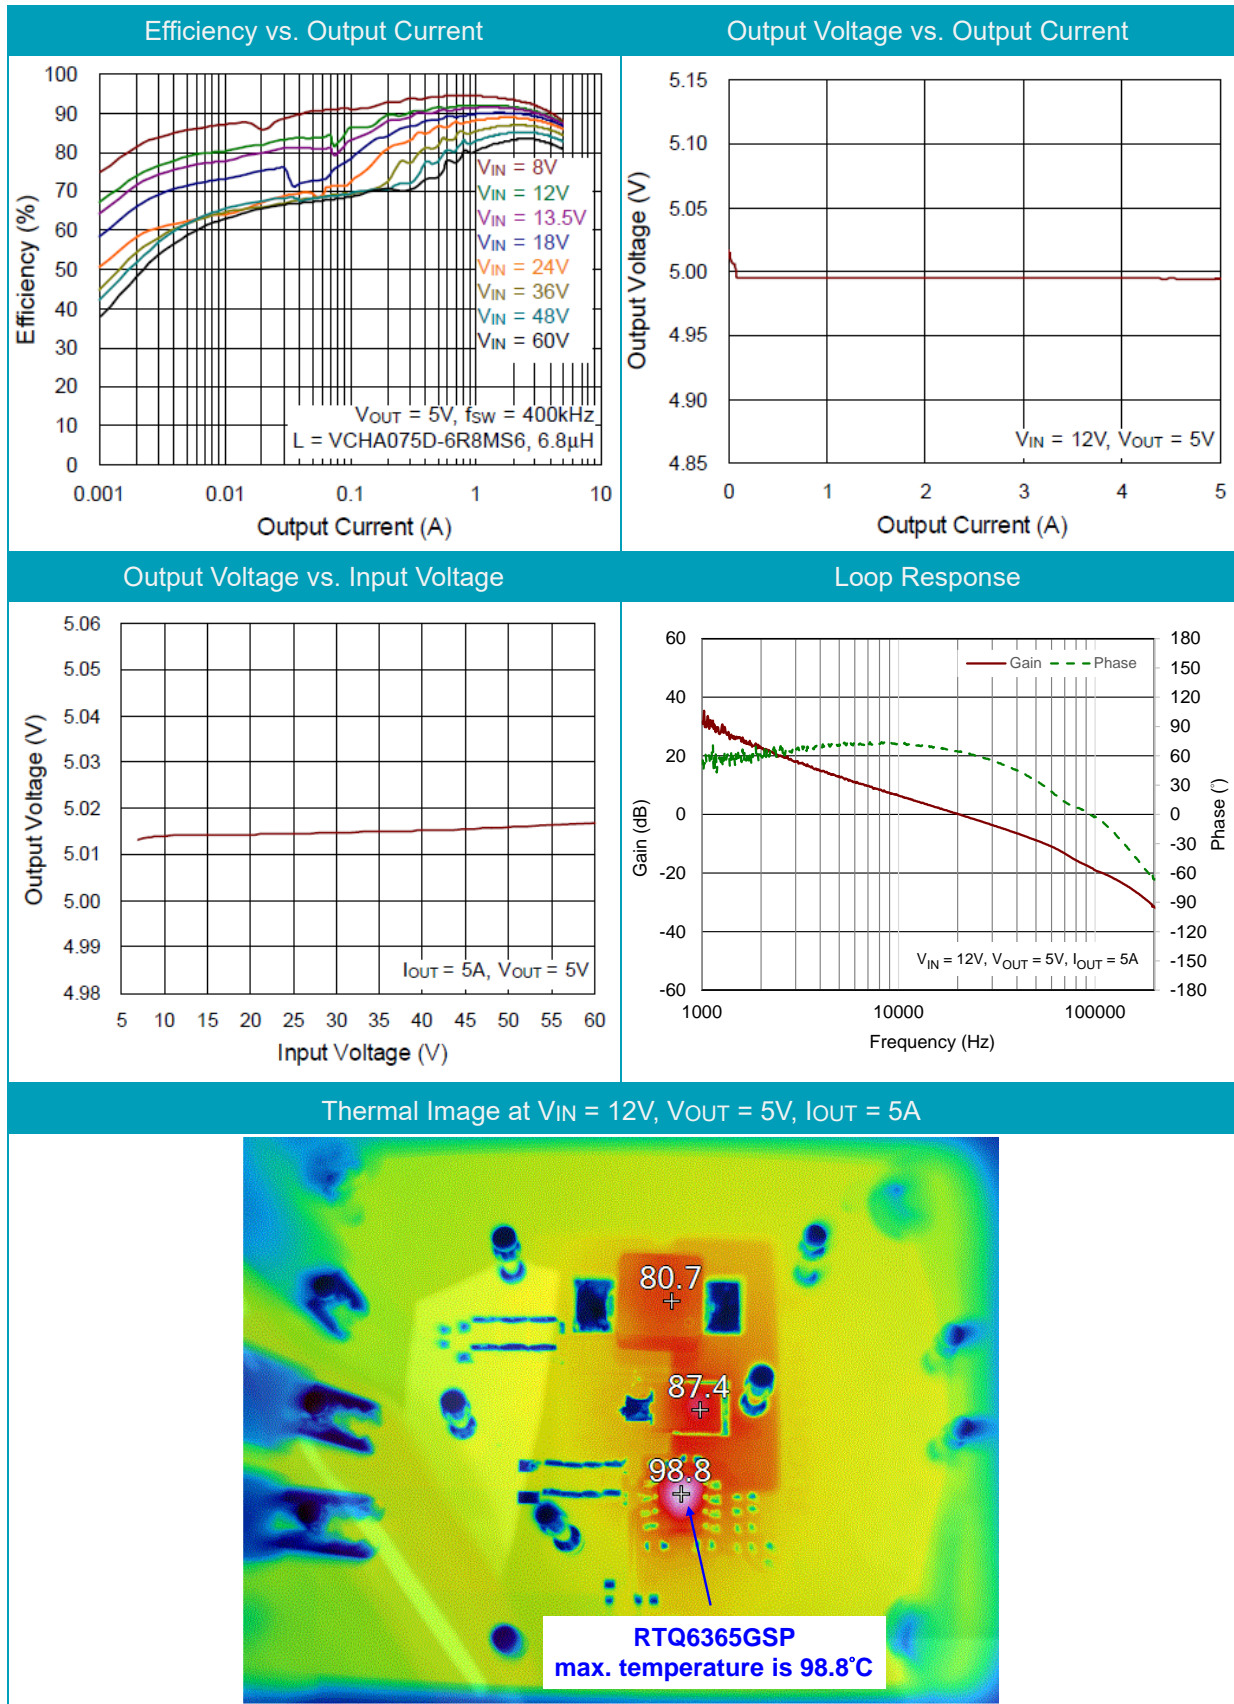 Efficiency vs. Output Current
100
90
80
70
60
50
40
30
20
10
0
Efficiency (%)
VIN = 8V
VIN = 12V
VIN = 13.5V
VIN = 18V
VIN = 24V
VIN = 36V
VIN = 48V
VIN = 60V
VOUT = 5V, fSW = 400kHz
L = VCHA075D-6R8MS6, 6.8µH
0.001 0.01 0.1 1 10
Output Current (A)
Output Voltage vs. Output Current
5.15
5.10
5.05
5.00
4.95
4.90
4.85
Output Voltage (V)
VIN = 12V, VOUT = 5V
0 1 2 3 4 5
Output Current (A)
Output Voltage vs. Input Voltage
5.06
5.05
5.04
5.03
5.02
5.01
5.00
4.99
4.98
Output Voltage (V)
IOUT = 5A, VOUT = 5V
5 10 15 20 25 30 35 40 45 50 55 60
Input Voltage (V)
Loop Response
60
40
20
0
-20
-40
-60
Gain (dB)
Gain Phase
180
150
120
90
60
30
0
-30
-60
-90
-120
-150
-180
Phase (°)
VIN = 12V, VOUT = 5V, IOUT = 5A
1000 10000 100000
Frequency (Hz)
Thermal Image at VIN = 12V, VOUT = 5V, IOUT = 5A
80.7
87.4
98.8
RTQ6365GSP
max. temperature is 98.8°C